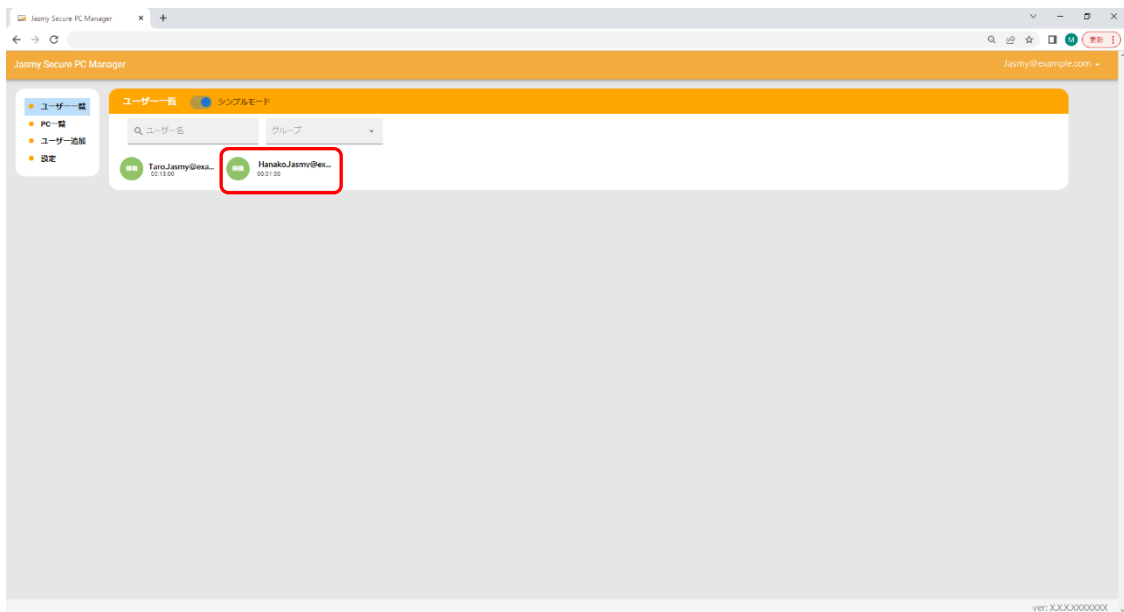 Jasmy Secure PC Manager
M
更新
Jasmy Secure PC Manager
Jasmy@example.com
ユーザー一覧
PC一覧
ユーザー追加
設定
ユーザー一覧
シンプルモード
ユーザー名
グループ
Taro.Jasmy@exa...
Hanako.Jasmy@ex...
00:01:00
ver: X.X.X.XXXXXXX